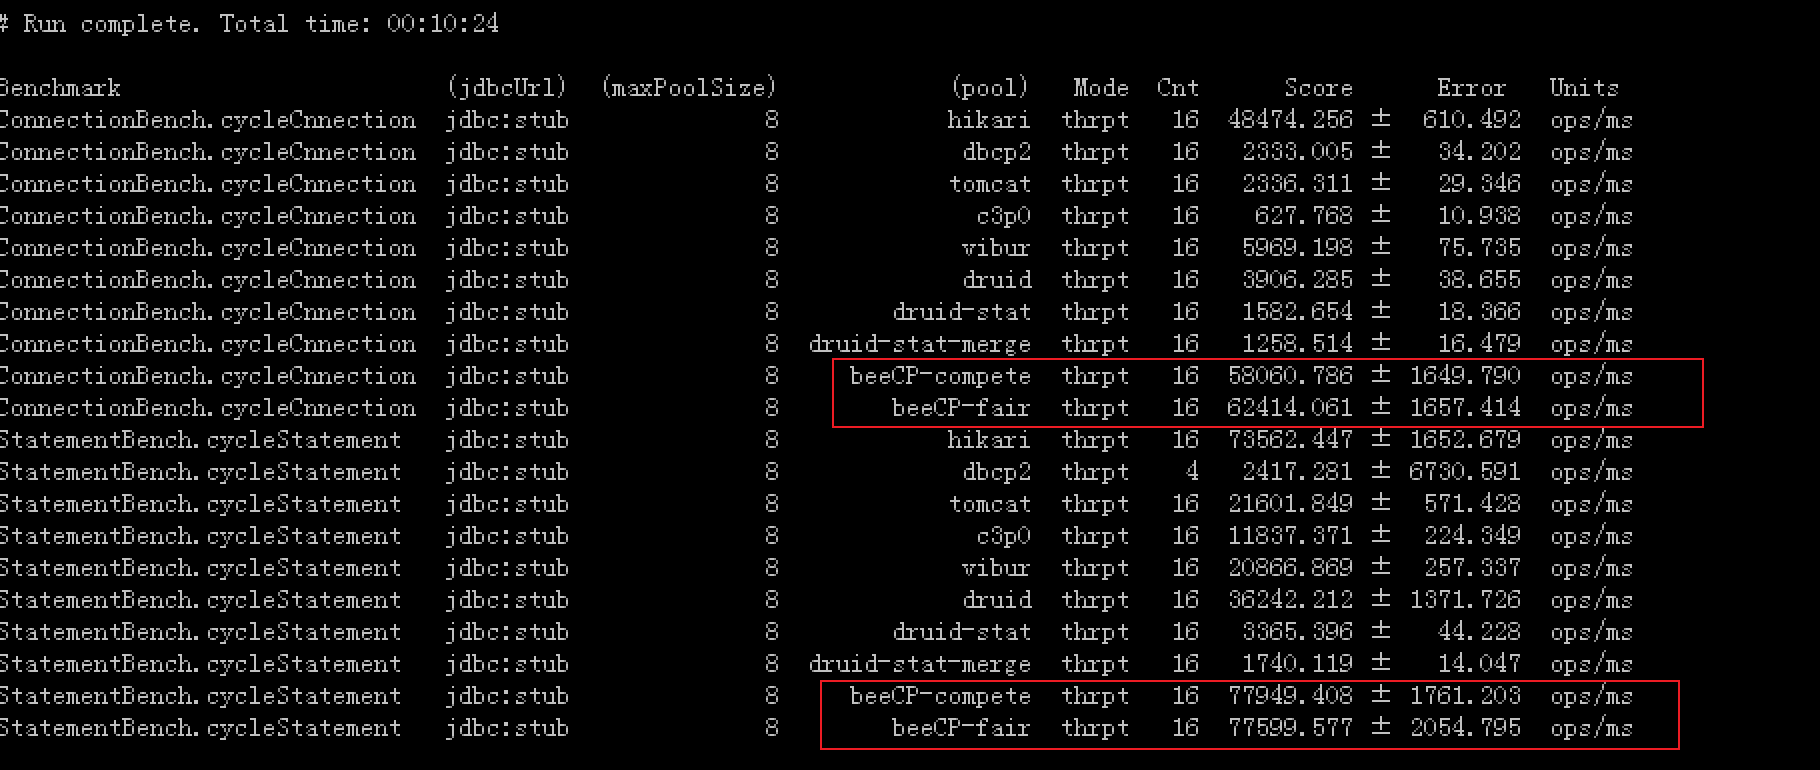 # Run complete. Total time: 00:10:24
Benchmark (jdbcUrl) (maxPoolSize) (pool) Mode Cnt Score Error Units
ConnectionBench.cycleCnnection jdbc:stub 8 hikari thrpt 16 48474.256 ± 610.492 ops/ms
ConnectionBench.cycleCnnection jdbc:stub 8 dbcp2 thrpt 16 2333.005 ± 34.202 ops/ms
ConnectionBench.cycleCnnection jdbc:stub 8 tomcat thrpt 16 2336.311 ± 29.346 ops/ms
ConnectionBench.cycleCnnection jdbc:stub 8 c3p0 thrpt 16 627.768 ± 10.938 ops/ms
ConnectionBench.cycleCnnection jdbc:stub 8 vibur thrpt 16 5969.198 ± 75.735 ops/ms
ConnectionBench.cycleCnnection jdbc:stub 8 druid thrpt 16 3906.285 ± 38.655 ops/ms
ConnectionBench.cycleCnnection jdbc:stub 8 druid-stat thrpt 16 1582.654 ± 18.366 ops/ms
ConnectionBench.cycleCnnection jdbc:stub 8 druid-stat-merge thrpt 16 1258.514 ± 16.479 ops/ms
ConnectionBench.cycleCnnection jdbc:stub 8 beeCP-compete thrpt 16 58060.786 ± 1649.790 ops/ms
ConnectionBench.cycleCnnection jdbc:stub 8 beeCP-fair thrpt 16 62414.061 ± 1657.414 ops/ms
StatementBench.cycleStatement jdbc:stub 8 hikari thrpt 16 73562.447 ± 1652.679 ops/ms
StatementBench.cycleStatement jdbc:stub 8 dbcp2 thrpt 4 2417.281 ± 6730.591 ops/ms
StatementBench.cycleStatement jdbc:stub 8 tomcat thrpt 16 21601.849 ± 571.428 ops/ms
StatementBench.cycleStatement jdbc:stub 8 c3p0 thrpt 16 11837.371 ± 224.349 ops/ms
StatementBench.cycleStatement jdbc:stub 8 vibur thrpt 16 20866.869 ± 257.337 ops/ms
StatementBench.cycleStatement jdbc:stub 8 druid thrpt 16 36242.212 ± 1371.726 ops/ms
StatementBench.cycleStatement jdbc:stub 8 druid-stat thrpt 16 3365.396 ± 44.228 ops/ms
StatementBench.cycleStatement jdbc:stub 8 druid-stat-merge thrpt 16 1740.119 ± 14.047 ops/ms
StatementBench.cycleStatement jdbc:stub 8 beeCP-compete thrpt 16 77949.408 ± 1761.203 ops/ms
StatementBench.cycleStatement jdbc:stub 8 beeCP-fair thrpt 16 77599.577 ± 2054.795 ops/ms